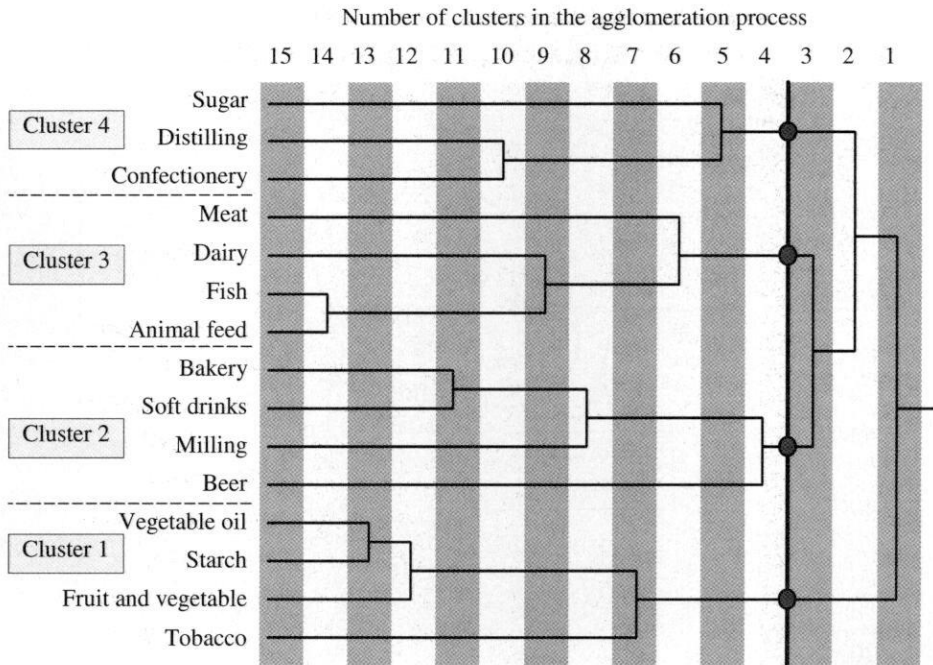 Number of clusters in the agglomeration process
15 14 13 12 11 10 9 8 7 6 5 4 3 2 1
Sugar
Cluster 4
Distilling
Confectionery
Meat
Dairy
Cluster 3
Fish
Animal feed
Bakery
Soft drinks
Cluster 2
Milling
Beer
Vegetable oil
Cluster 1
Starch
Fruit and vegetable
Tobacco